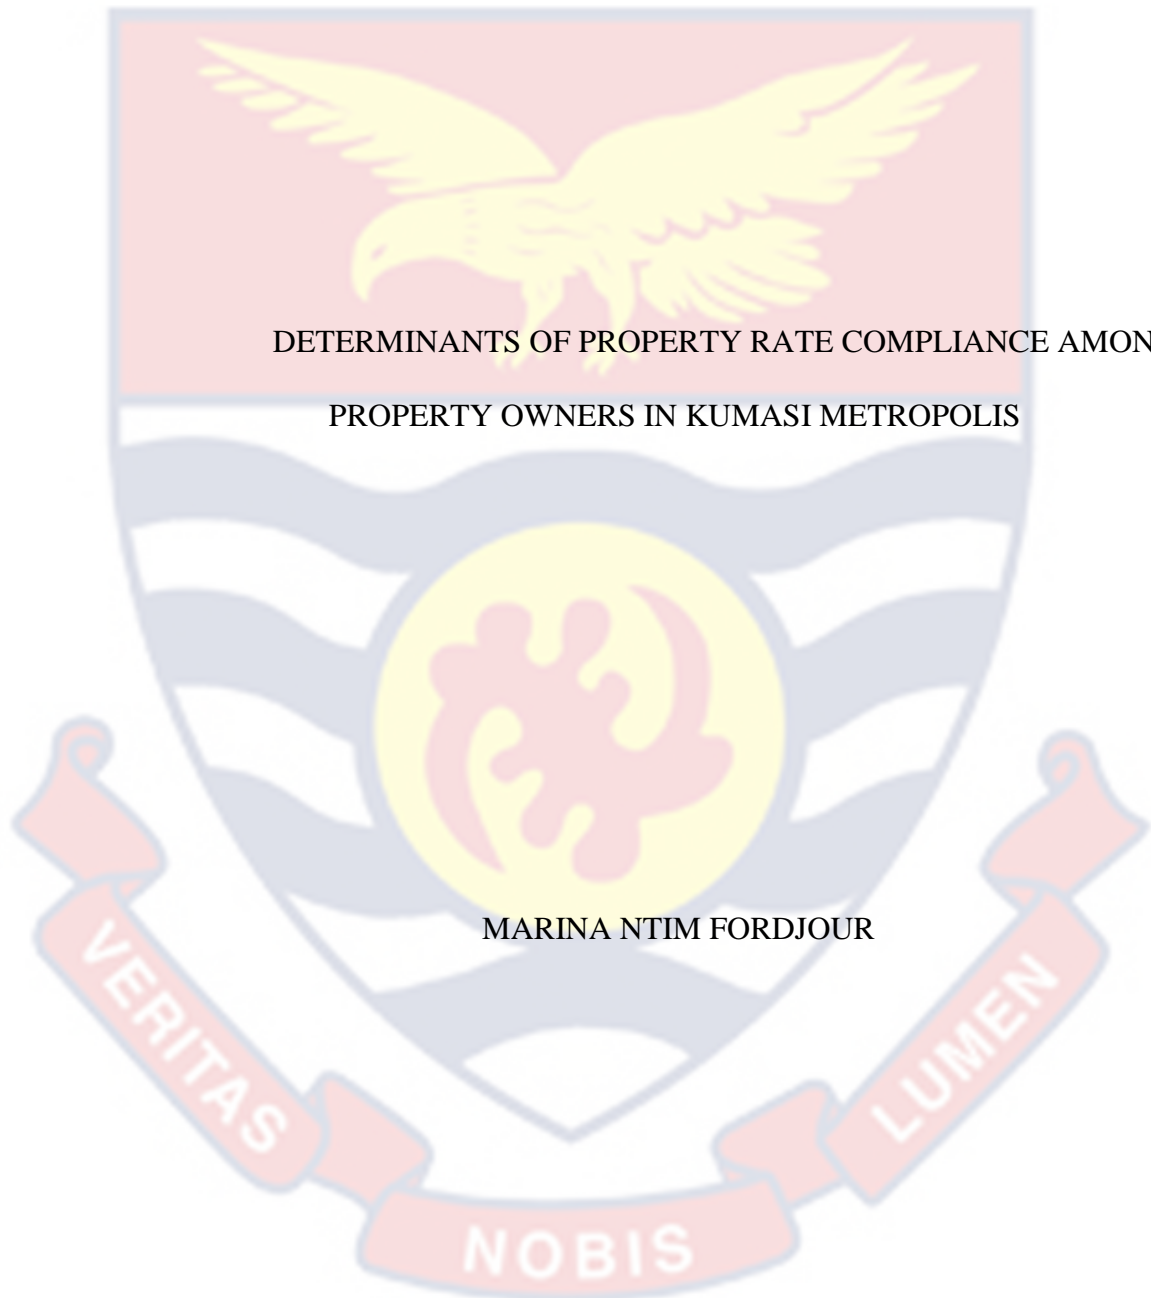 DETERMINANTS OF PROPERTY RATE COMPLIANCE AMON
PROPERTY OWNERS IN KUMASI METROPOLIS
MARINA NTIM FORDJOUR
VERITAS
NOBIS
LUMEN